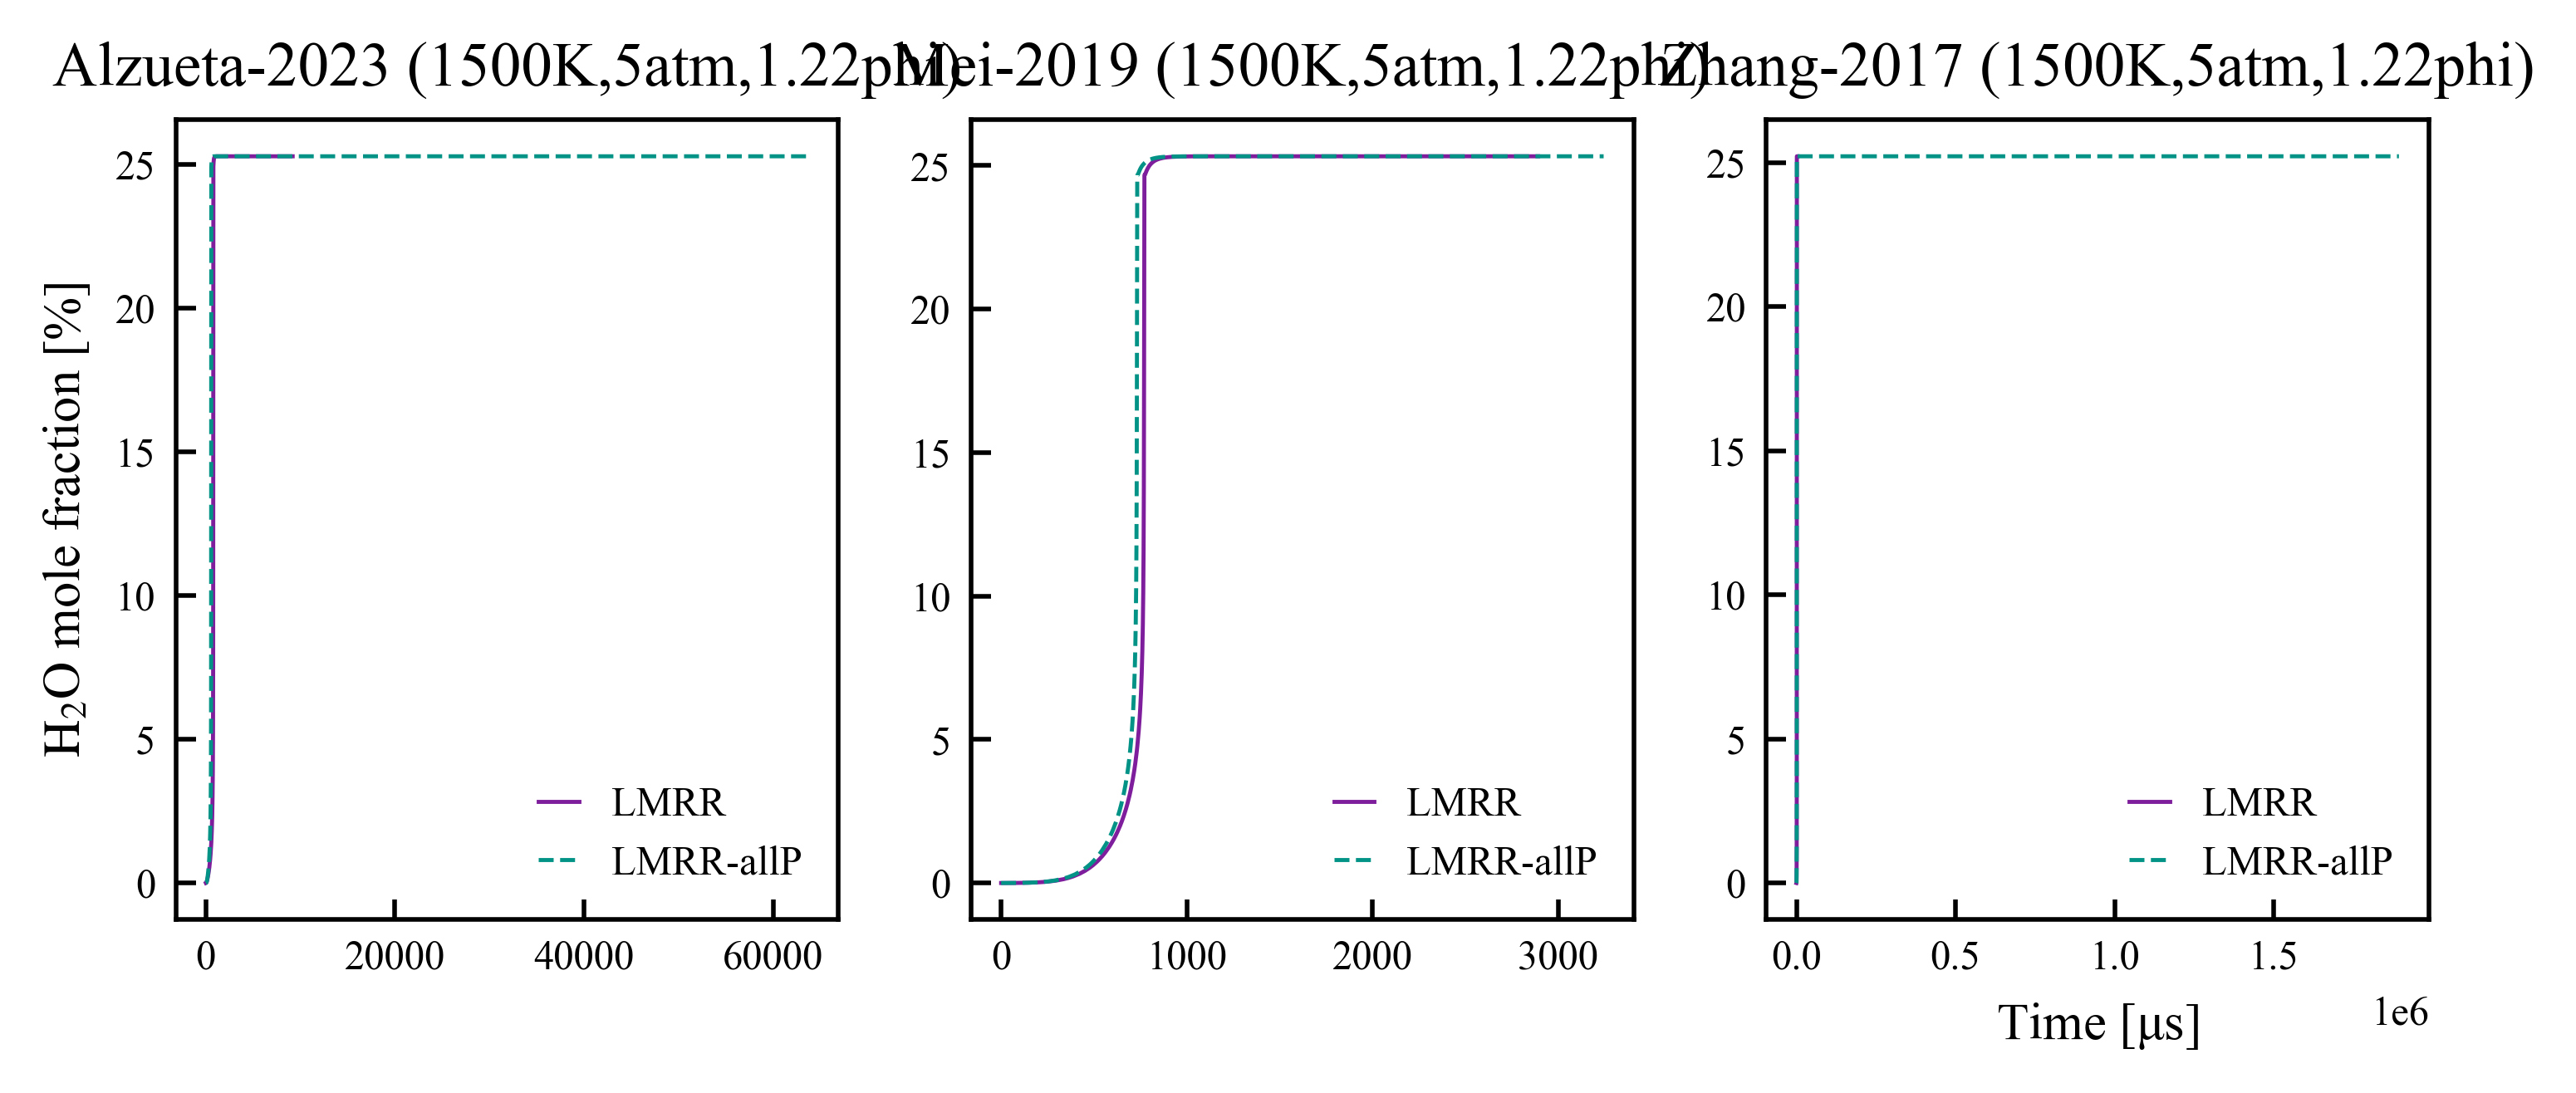 Alzueta-2023 (1500K,5atm,1.22phi)
Mei-2019 (1500K,5atm,1.22phi)
Zhang-2017 (1500K,5atm,1.22phi)
H2O mole fraction [%]
25
20
15
10
5
0
LMRR
LMRR-allP
0
20000
40000
60000
25
20
15
10
5
0
LMRR
LMRR-allP
0
1000
2000
3000
25
20
15
10
5
0
LMRR
LMRR-allP
0.0
0.5
1.0
1.5
1e6
Time [μs]